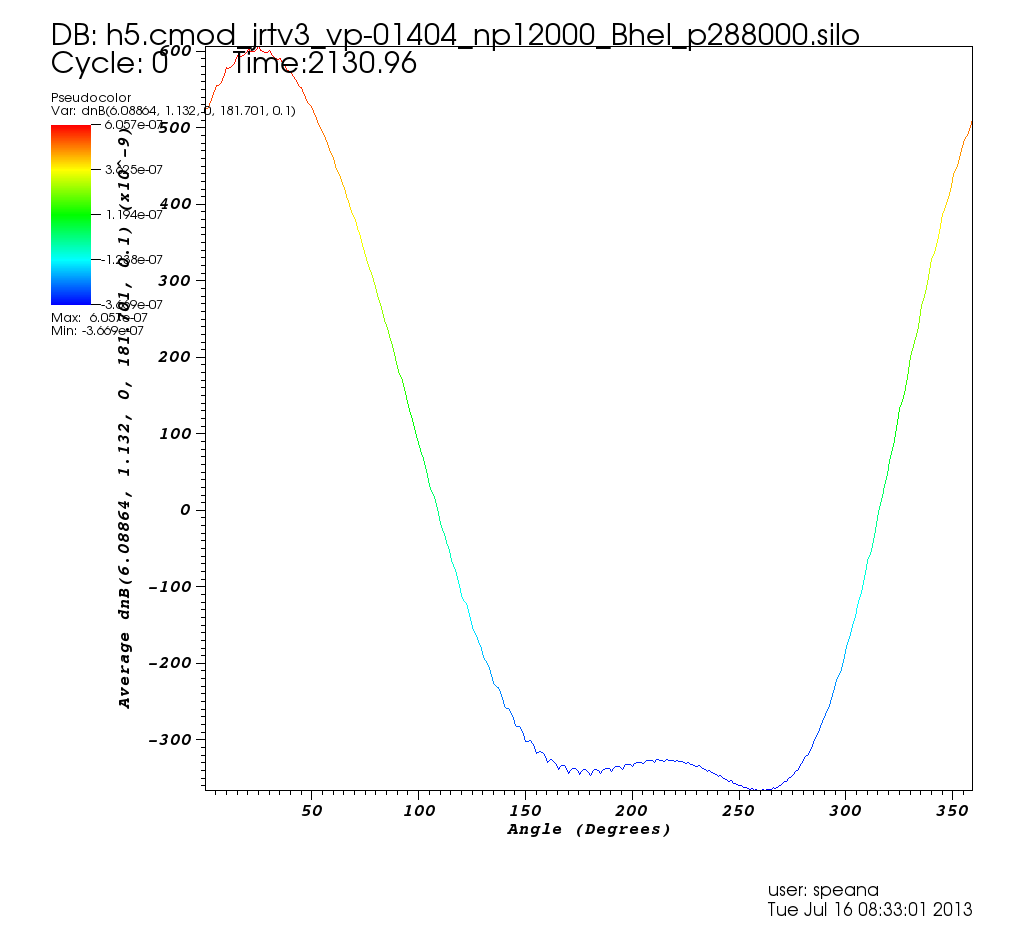 DB: h5.cmod_jrtv3_vp-01404_np12000_Bhel_p288000.silo
Cycle: 0 Time:2130.96
Pseudocolor
Var: dnB(6.08864, 1.132, 0, 181.701, 0.1)
6.057e-07
3.625e-07
1.194e-07
-1.238e-07
-3.669e-07
Max: 6.057e-07
Min: -3.669e-07
Average dnB(6.08864, 1.132, 0, 181.701, 0.1) (x10^-9)
600
500
400
300
200
100
0
-100
-200
-300
50 100 150 200 250 300 350
Angle (Degrees)
user: speana
Tue Jul 16 08:33:01 2013